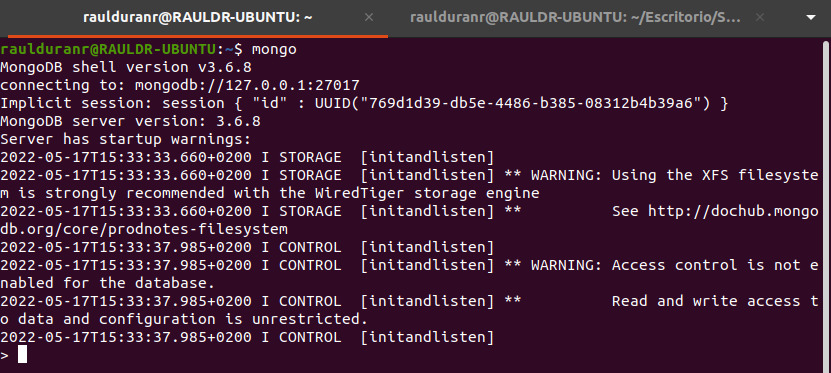 raulduranr@RAULDR-UBUNTU: ~ × raulduranr@RAULDR-UBUNTU: ~/Escritorio/S... ×
raulduranr@RAULDR-UBUNTU:~$ mongo
MongoDB shell version v3.6.8
connecting to: mongodb://127.0.0.1:27017
Implicit session: session { "id" : UUID("769d1d39-db5e-4486-b385-08312b4b39a6") }
MongoDB server version: 3.6.8
Server has startup warnings:
2022-05-17T15:33:33.660+0200 I STORAGE  [initandlisten]
2022-05-17T15:33:33.660+0200 I STORAGE  [initandlisten] ** WARNING: Using the XFS filesyste
m is strongly recommended with the WiredTiger storage engine
2022-05-17T15:33:33.660+0200 I STORAGE  [initandlisten] **          See http://dochub.mongo
db.org/core/prodnotes-filesystem
2022-05-17T15:33:37.985+0200 I CONTROL  [initandlisten]
2022-05-17T15:33:37.985+0200 I CONTROL  [initandlisten] ** WARNING: Access control is not e
nabled for the database.
2022-05-17T15:33:37.985+0200 I CONTROL  [initandlisten] **          Read and write access t
o data and configuration is unrestricted.
2022-05-17T15:33:37.985+0200 I CONTROL  [initandlisten]
>